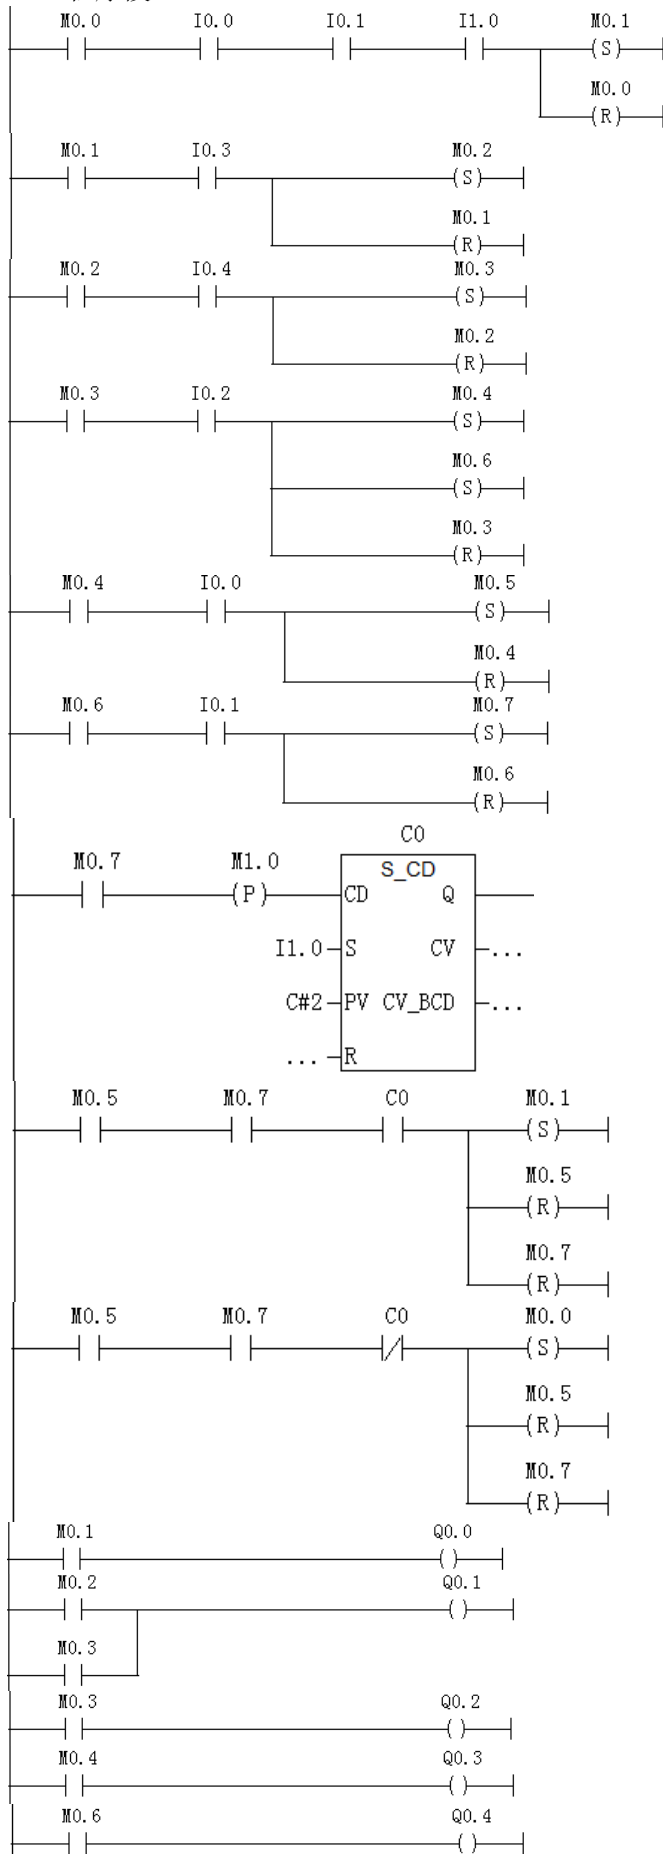 M0.0 I0.0 I0.1 I1.0 M0.1
(S)
M0.0
(R)
M0.1 I0.3 M0.2
(S)
M0.1
(R)
M0.2 I0.4 M0.3
(S)
M0.2
(R)
M0.3 I0.2 M0.4
(S)
M0.6
(S)
M0.3
(R)
M0.4 I0.0 M0.5
(S)
M0.4
(R)
M0.6 I0.1 M0.7
(S)
M0.6
(R)
C0
M0.7 M1.0 S_CD
(P) CD Q
I1.0 S CV ...
C#2 PV CV_BCD ...
... R
M0.5 M0.7 C0 M0.1
(S)
M0.5
(R)
M0.7
(R)
M0.5 M0.7 C0 M0.0
(S)
M0.5
(R)
M0.7
(R)
M0.1 Q0.0
( )
M0.2 Q0.1
( )
M0.3
M0.3 Q0.2
( )
M0.4 Q0.3
( )
M0.6 Q0.4
( )